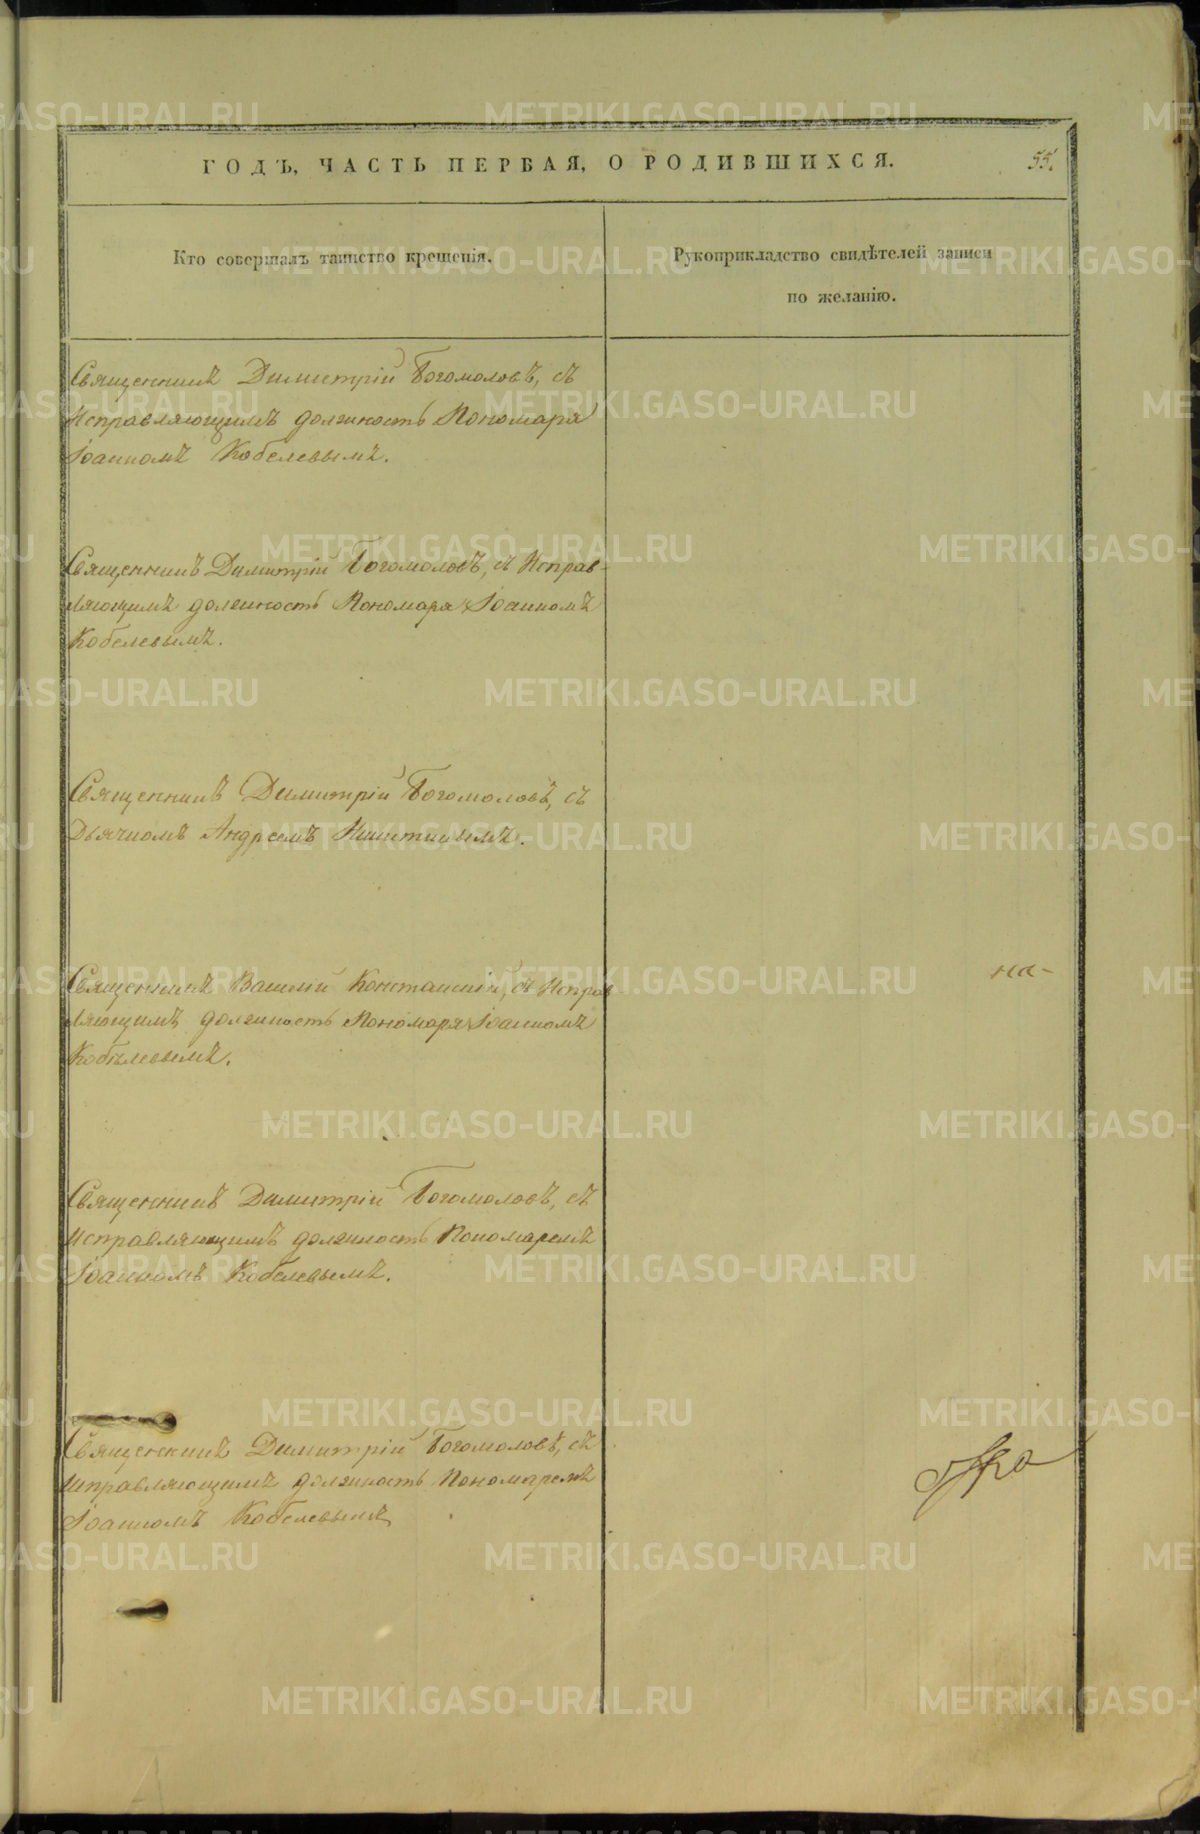 ГОДЪ, ЧАСТЬ ПЕРВАЯ, О РОДИВШИХСЯ.
55.
Кто совершалъ таинство крещенія.
Рукоприкладство свидѣтелей записи
по желанію.
Священникъ Димитрій Богомоловъ, съ
Исправляющимъ должность Пономаря
Іоанномъ Кобелевымъ.
Священникъ Димитрій Богомоловъ, съ Исправ-
ляющимъ должность Пономаря Іоанномъ
Кобелевымъ.
Священникъ Димитрій Богомоловъ, съ
Дьячкомъ Андреемъ Никитинымъ.
Священникъ Василій Констанскій, съ Исправ-
ляющимъ должность Пономаря Іоанномъ
Кобѣлевымъ.
на-
Священникъ Димитрій Богомоловъ, съ
Исправляющимъ должность Пономаремъ
Іоанномъ Кобелевымъ.
Священникъ Димитрій Богомоловъ, съ
Исправляющимъ должность Пономаремъ
Іоанномъ Кобелевымъ
METRIKI.GASO-URAL.RU